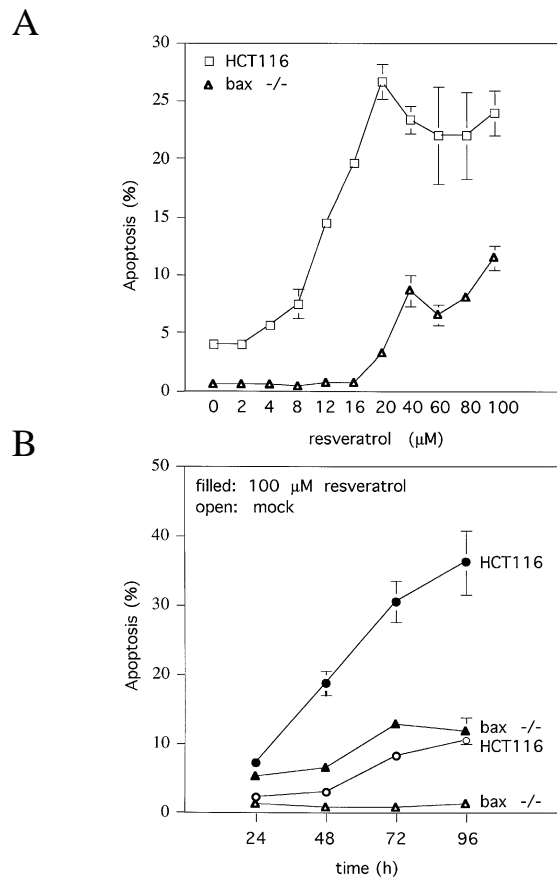 A
30
25
20
15
10
5
0
Apoptosis (%)
HCT116
bax -/-
0 2 4 8 12 16 20 40 60 80 100
resveratrol (μM)
B
50
40
30
20
10
0
Apoptosis (%)
filled: 100 μM resveratrol
open: mock
HCT116
bax -/-
HCT116
bax -/-
24 48 72 96
time (h)